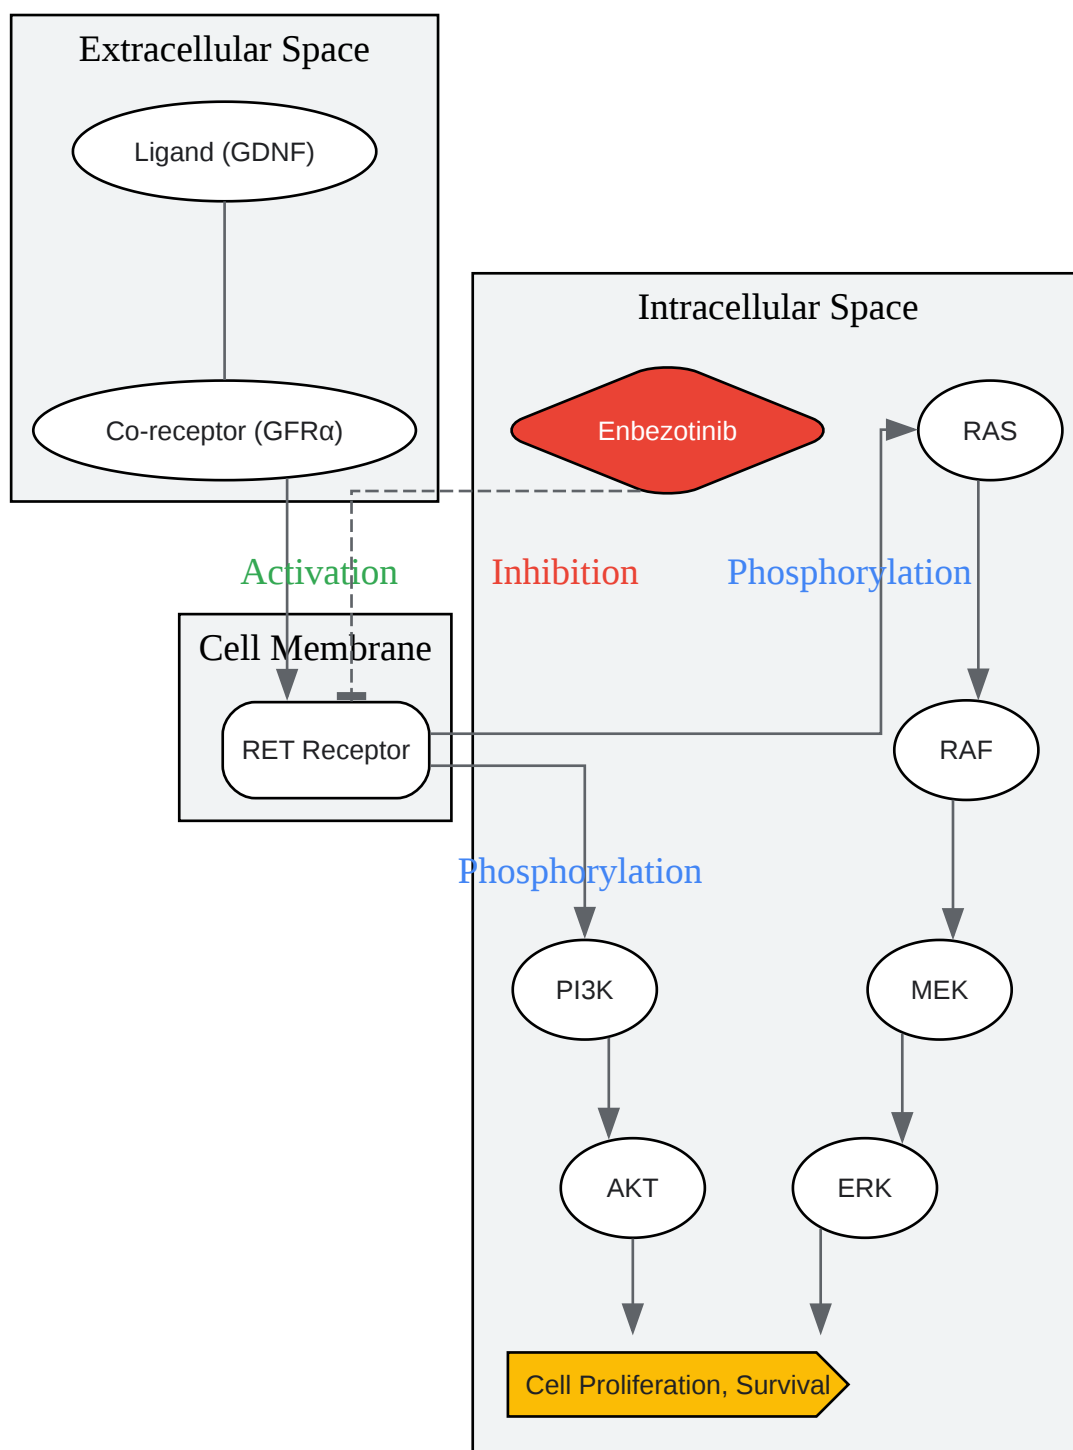 Extracellular Space
Ligand (GDNF)
Co-receptor (GFRα)
Intracellular Space
Enbezotinib
RAS
Activation
Inhibition
Phosphorylation
Cell Membrane
RET Receptor
RAF
Phosphorylation
PI3K
MEK
AKT
ERK
Cell Proliferation, Survival